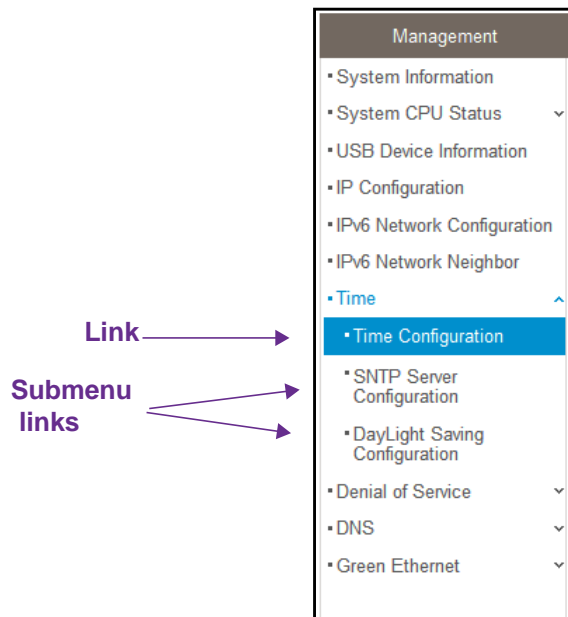 Management
System Information
System CPU Status
USB Device Information
IP Configuration
IPv6 Network Configuration
IPv6 Network Neighbor
Time
Link
Time Configuration
Submenu
links
SNTP Server
Configuration
DayLight Saving
Configuration
Denial of Service
DNS
Green Ethernet